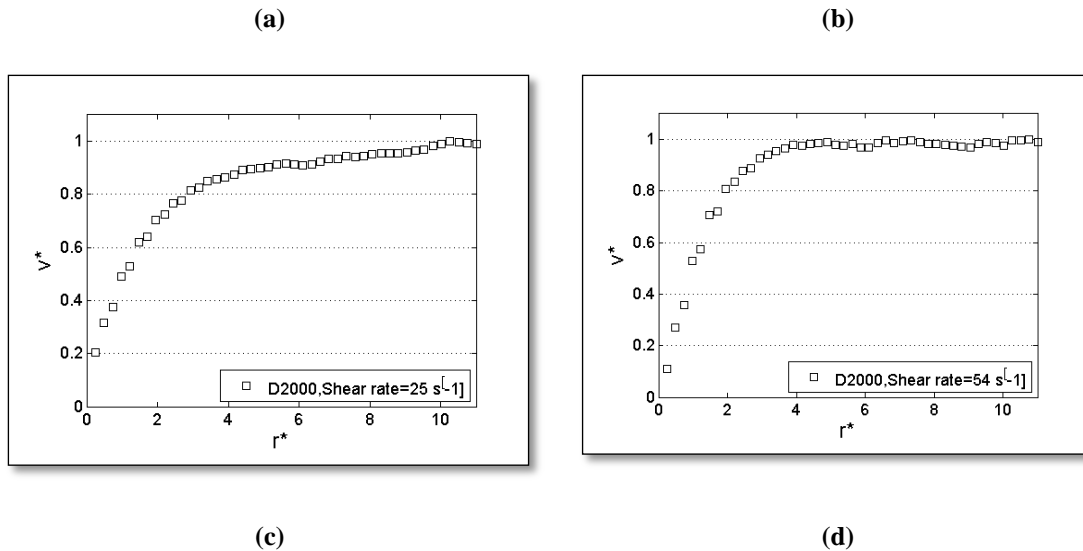 (a) (b)
1
0.8
0.6
0.4
0.2
0
v*
0 2 4 6 8 10
r*
D2000,Shear rate=25 s[-1]
1
0.8
0.6
0.4
0.2
0
v*
0 2 4 6 8 10
r*
D2000,Shear rate=54 s[-1]
(c) (d)